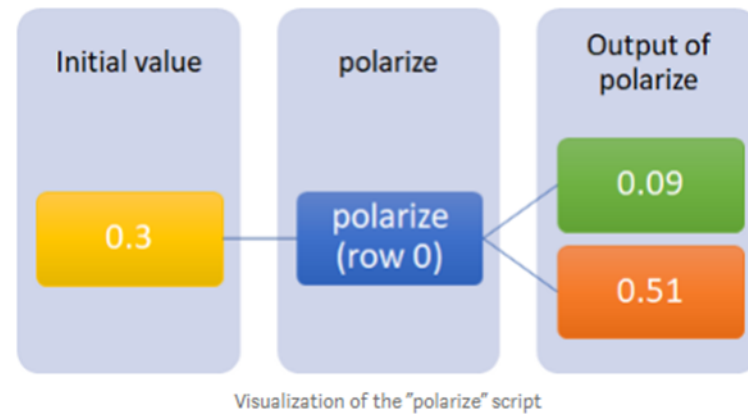 Initial value
polarize
Output of
polarize
0.3
polarize
(row 0)
0.09
0.51
Visualization of the "polarize" script